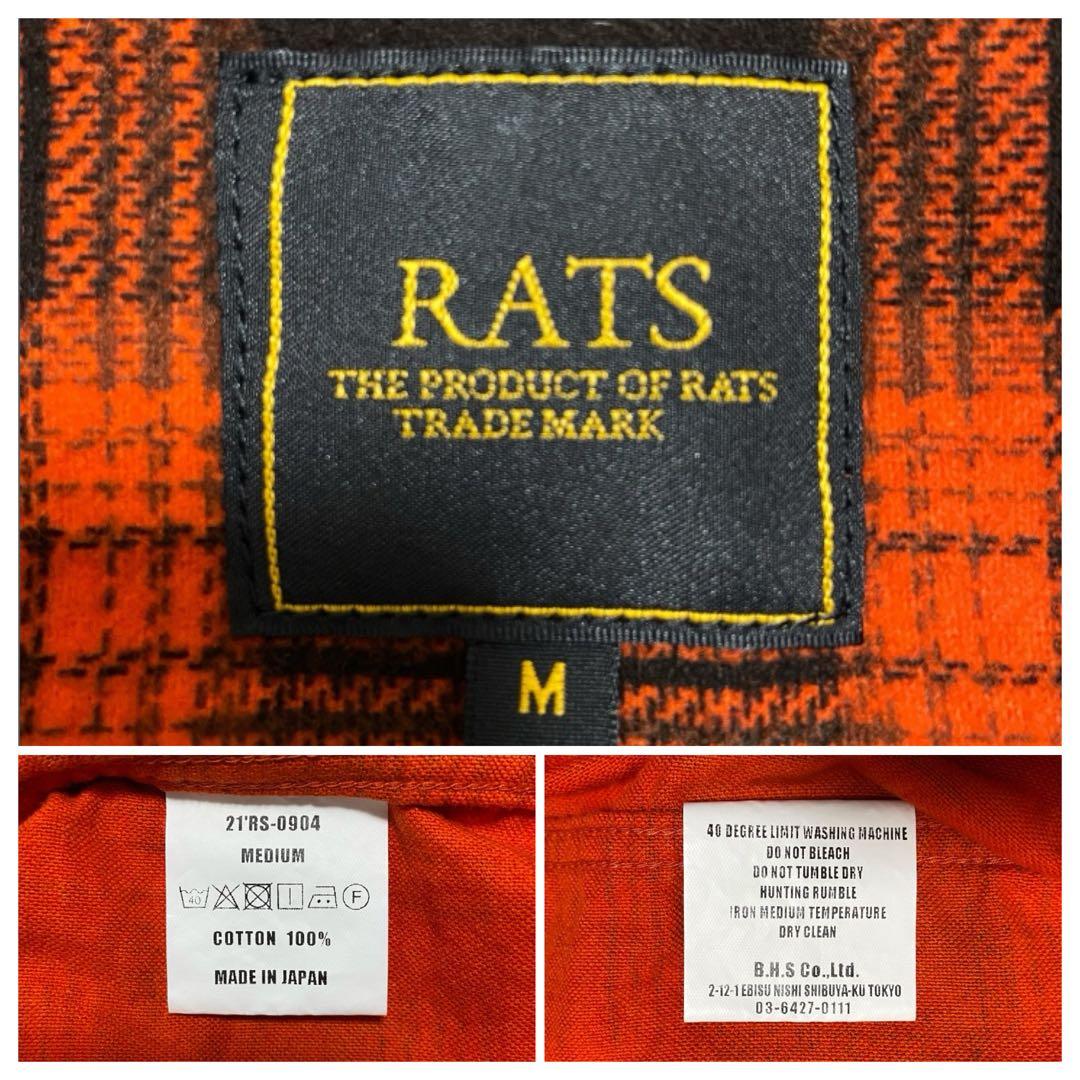 RATS
THE PRODUCT OF RATS
TRADE MARK
M
21'RS-0904
MEDIUM
40
F
COTTON 100%
MADE IN JAPAN
40 DEGREE LIMIT WASHING MACHINE
DO NOT BLEACH
DO NOT TUMBLE DRY
HUNTING RUMBLE
IRON MEDIUM TEMPERATURE
DRY CLEAN
B.H.S Co.,Ltd.
2-12-1 EBISU NISHI SHIBUYA-KU TOKYO
03-6427-0111